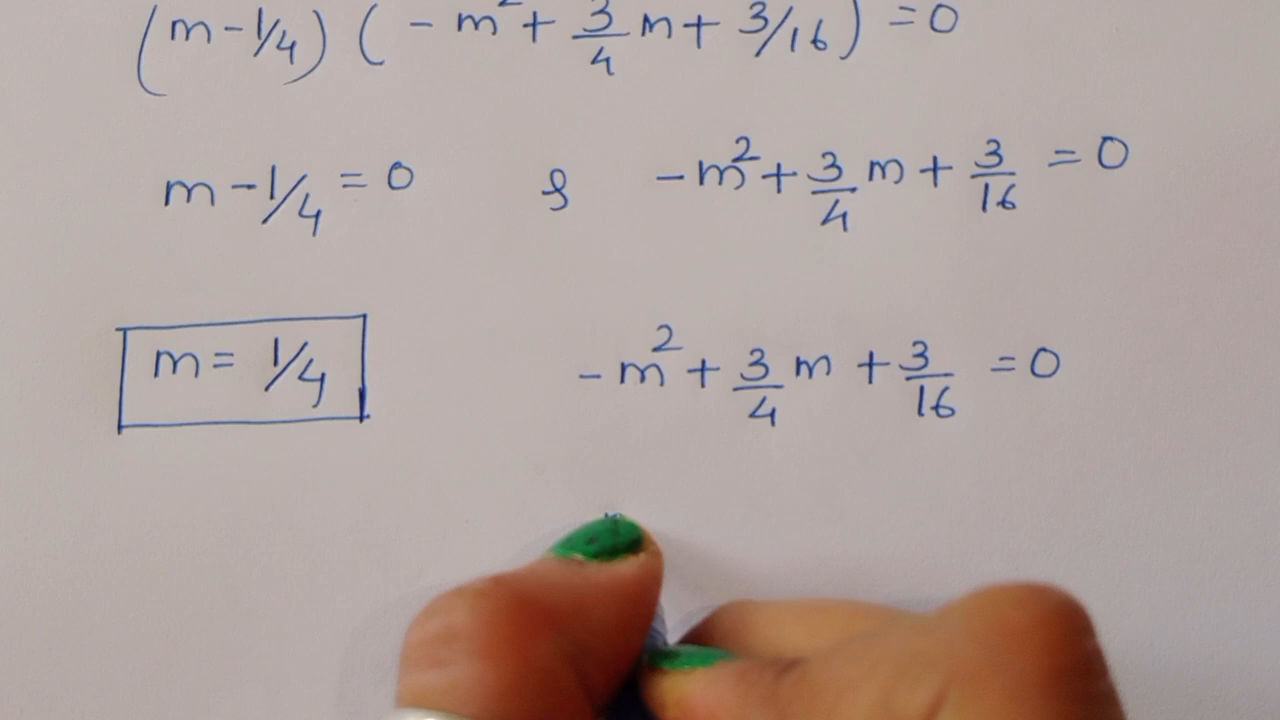 (m-1/4) (-m²+ 3/4 m+ 3/16) =0
m-1/4 =0 & -m²+ 3/4 m + 3/16 =0
m= 1/4 -m²+ 3/4 m + 3/16 =0